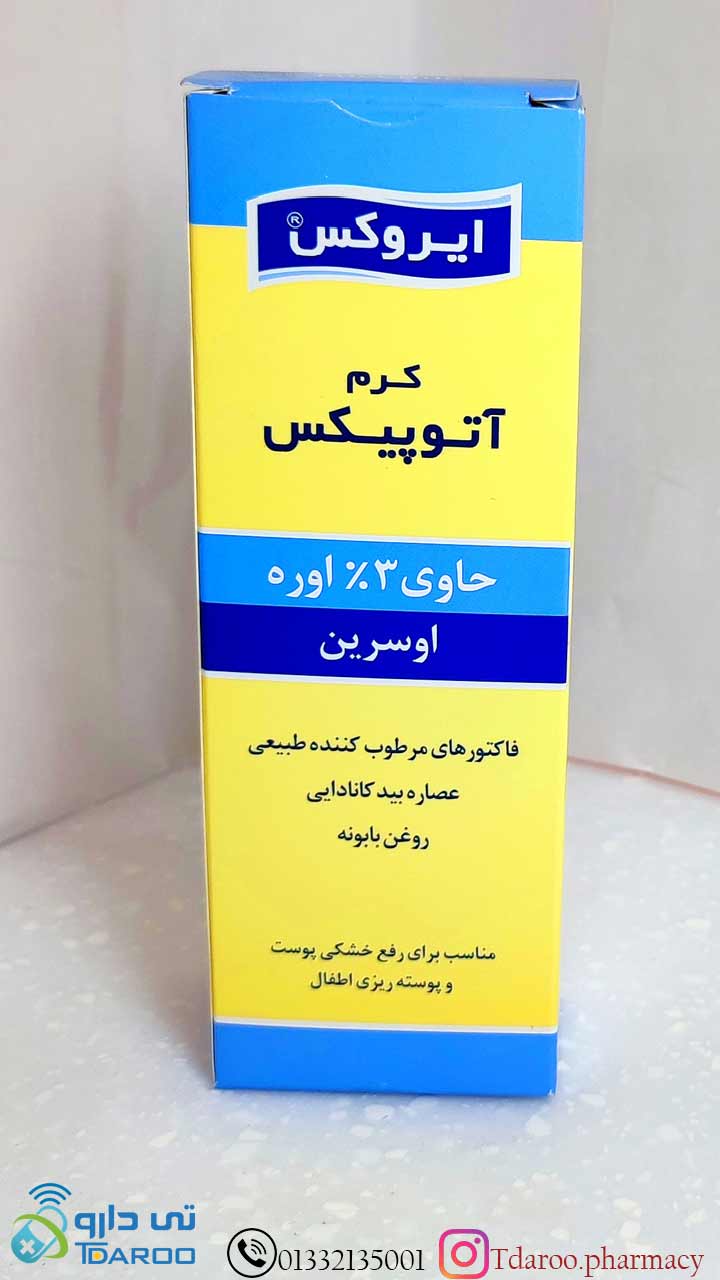 ایروکس®
کرم
آتوپیکس
حاوی ۳٪ اوره
اوسرین
فاکتورهای مرطوب کننده طبیعی
عصاره بید کانادایی
روغن بابونه
مناسب برای رفع خشکی پوست
و پوسته ریزی اطفال
تی دارو
TDAROO
01332135001
Tdaroo.pharmacy